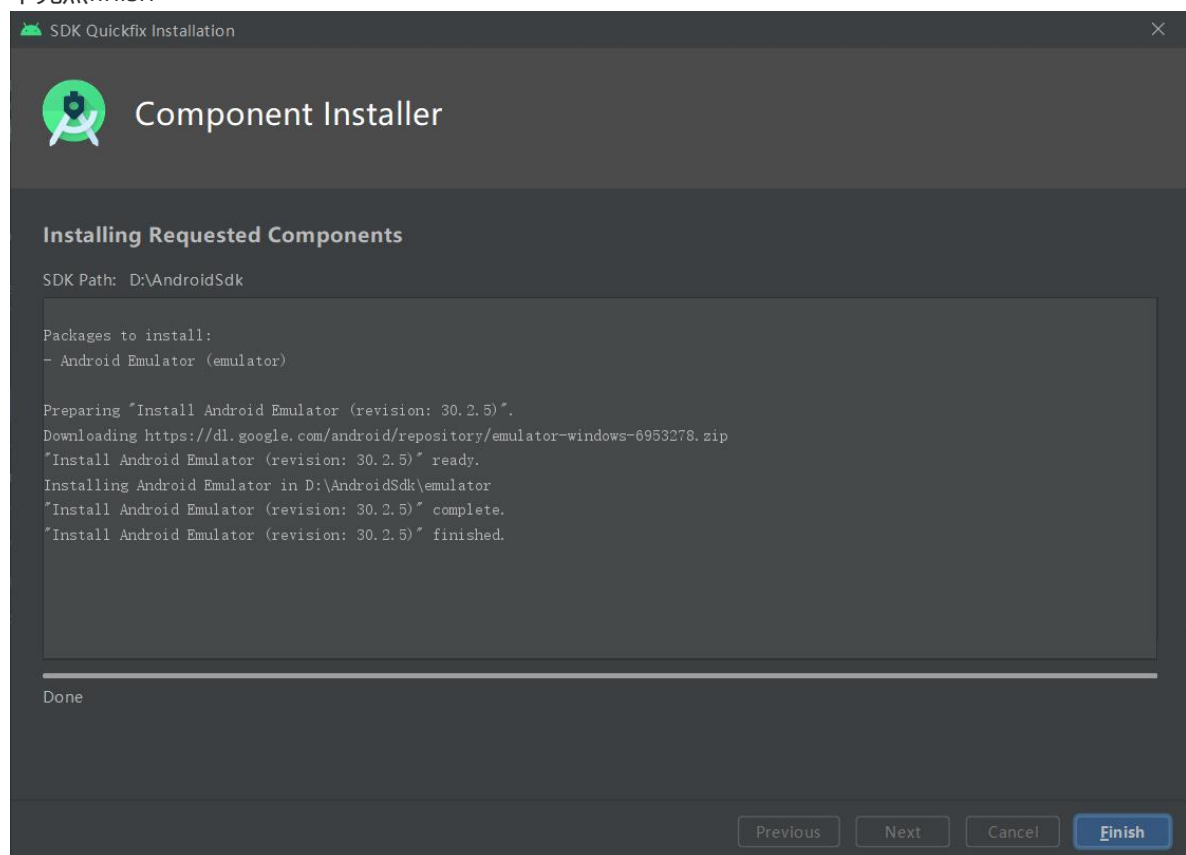 SDK Quickfix Installation
Component Installer
Installing Requested Components
SDK Path: D:\AndroidSdk
Packages to install:
- Android Emulator (emulator)
Preparing "Install Android Emulator (revision: 30.2.5)".
Downloading https://dl.google.com/android/repository/emulator-windows-6953278.zip
"Install Android Emulator (revision: 30.2.5)" ready.
Installing Android Emulator in D:\AndroidSdk\emulator
"Install Android Emulator (revision: 30.2.5)" complete.
"Install Android Emulator (revision: 30.2.5)" finished.
Done
Previous Next Cancel Finish